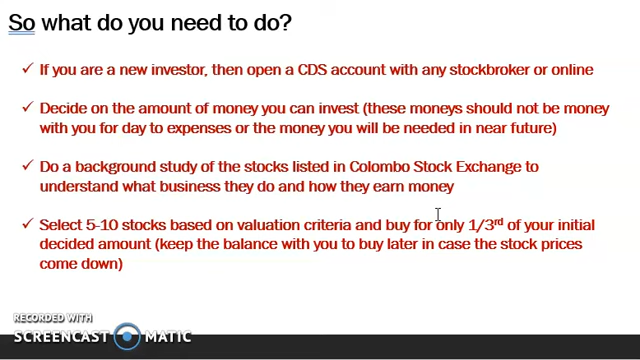 So what do you need to do?
✓ If you are a new investor, then open a CDS account with any stockbroker or online
✓ Decide on the amount of money you can invest (these moneys should not be money
with you for day to expenses or the money you will be needed in near future)
✓ Do a background study of the stocks listed in Colombo Stock Exchange to
understand what business they do and how they earn money
✓ Select 5-10 stocks based on valuation criteria and buy for only 1/3rd of your initial
decided amount (keep the balance with you to buy later in case the stock prices
come down)
RECORDED WITH
SCREENCAST MATIC